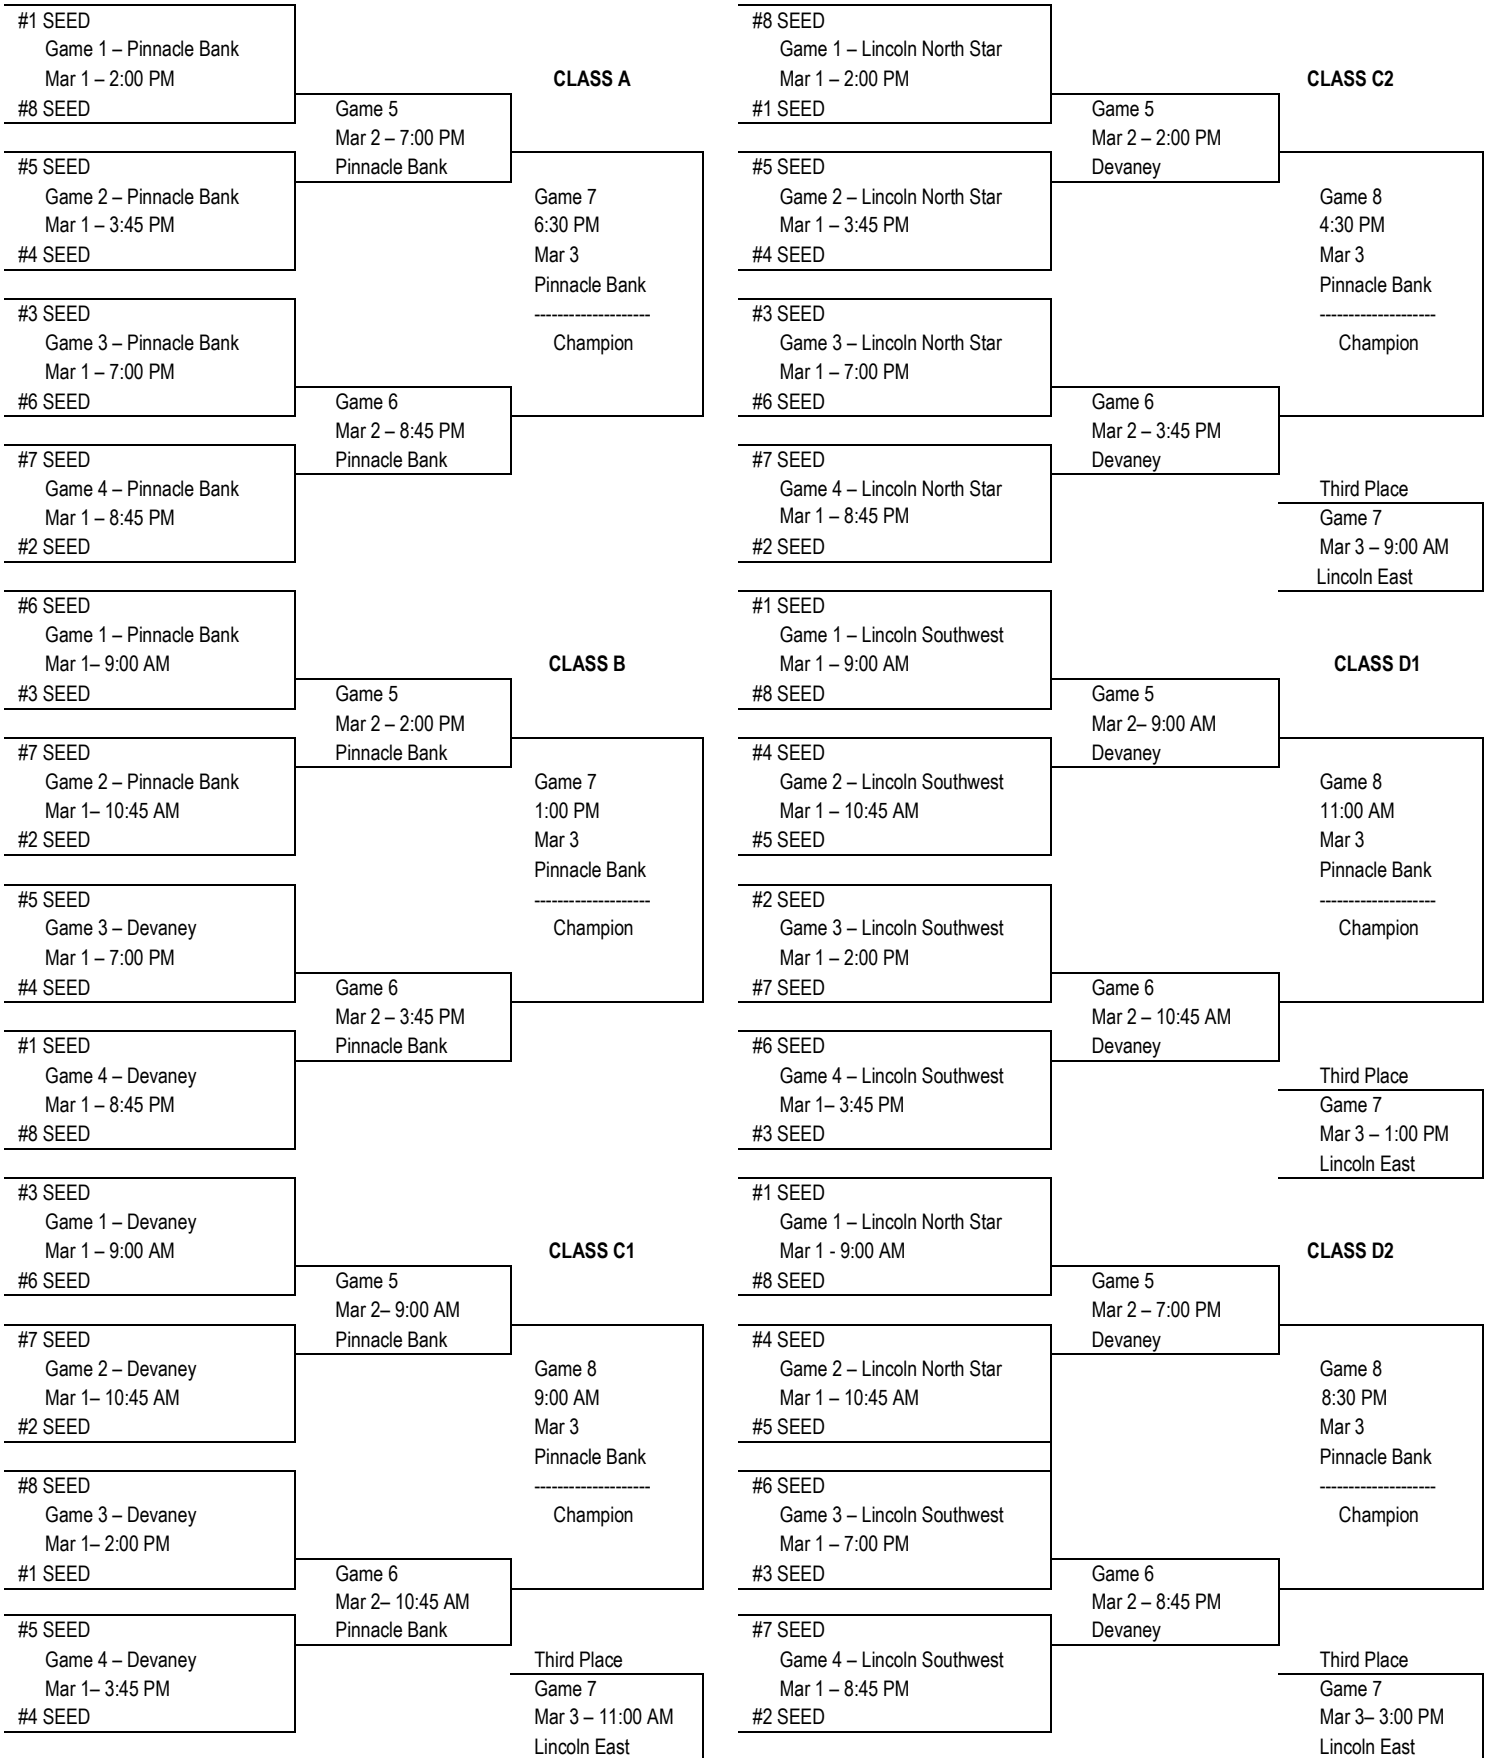 #1 SEED
Game 1 – Pinnacle Bank
Mar 1 – 2:00 PM
CLASS A
#8 SEED
Game 5
Mar 2 – 7:00 PM
#5 SEED
Pinnacle Bank
Game 2 – Pinnacle Bank
Game 7
Mar 1 – 3:45 PM
6:30 PM
#4 SEED
Mar 3
Pinnacle Bank
#3 SEED
--------------------
Game 3 – Pinnacle Bank
Champion
Mar 1 – 7:00 PM
#6 SEED
Game 6
Mar 2 – 8:45 PM
#7 SEED
Pinnacle Bank
Game 4 – Pinnacle Bank
Mar 1 – 8:45 PM
#2 SEED
#6 SEED
Game 1 – Pinnacle Bank
Mar 1– 9:00 AM
CLASS B
#3 SEED
Game 5
Mar 2 – 2:00 PM
#7 SEED
Pinnacle Bank
Game 2 – Pinnacle Bank
Game 7
Mar 1– 10:45 AM
1:00 PM
#2 SEED
Mar 3
Pinnacle Bank
#5 SEED
--------------------
Game 3 – Devaney
Champion
Mar 1 – 7:00 PM
#4 SEED
Game 6
Mar 2 – 3:45 PM
#1 SEED
Pinnacle Bank
Game 4 – Devaney
Mar 1 – 8:45 PM
#8 SEED
#3 SEED
Game 1 – Devaney
Mar 1 – 9:00 AM
CLASS C1
#6 SEED
Game 5
Mar 2– 9:00 AM
#7 SEED
Pinnacle Bank
Game 2 – Devaney
Game 8
Mar 1– 10:45 AM
9:00 AM
#2 SEED
Mar 3
Pinnacle Bank
#8 SEED
--------------------
Game 3 – Devaney
Champion
Mar 1– 2:00 PM
#1 SEED
Game 6
Mar 2– 10:45 AM
#5 SEED
Pinnacle Bank
Game 4 – Devaney
Third Place
Mar 1– 3:45 PM
Game 7
#4 SEED
Mar 3 – 11:00 AM
Lincoln East
#8 SEED
Game 1 – Lincoln North Star
Mar 1 – 2:00 PM
CLASS C2
#1 SEED
Game 5
Mar 2 – 2:00 PM
#5 SEED
Devaney
Game 2 – Lincoln North Star
Game 8
Mar 1 – 3:45 PM
4:30 PM
#4 SEED
Mar 3
Pinnacle Bank
#3 SEED
--------------------
Game 3 – Lincoln North Star
Champion
Mar 1 – 7:00 PM
#6 SEED
Game 6
Mar 2 – 3:45 PM
#7 SEED
Devaney
Game 4 – Lincoln North Star
Third Place
Mar 1 – 8:45 PM
Game 7
#2 SEED
Mar 3 – 9:00 AM
Lincoln East
#1 SEED
Game 1 – Lincoln Southwest
Mar 1 – 9:00 AM
CLASS D1
#8 SEED
Game 5
Mar 2– 9:00 AM
#4 SEED
Devaney
Game 2 – Lincoln Southwest
Game 8
Mar 1 – 10:45 AM
11:00 AM
#5 SEED
Mar 3
Pinnacle Bank
#2 SEED
--------------------
Game 3 – Lincoln Southwest
Champion
Mar 1 – 2:00 PM
#7 SEED
Game 6
Mar 2 – 10:45 AM
#6 SEED
Devaney
Game 4 – Lincoln Southwest
Third Place
Mar 1– 3:45 PM
Game 7
#3 SEED
Mar 3 – 1:00 PM
Lincoln East
#1 SEED
Game 1 – Lincoln North Star
Mar 1 - 9:00 AM
CLASS D2
#8 SEED
Game 5
Mar 2 – 7:00 PM
#4 SEED
Devaney
Game 2 – Lincoln North Star
Game 8
Mar 1 – 10:45 AM
8:30 PM
#5 SEED
Mar 3
Pinnacle Bank
#6 SEED
--------------------
Game 3 – Lincoln Southwest
Champion
Mar 1 – 7:00 PM
#3 SEED
Game 6
Mar 2 – 8:45 PM
#7 SEED
Devaney
Game 4 – Lincoln Southwest
Third Place
Mar 1 – 8:45 PM
Game 7
#2 SEED
Mar 3– 3:00 PM
Lincoln East